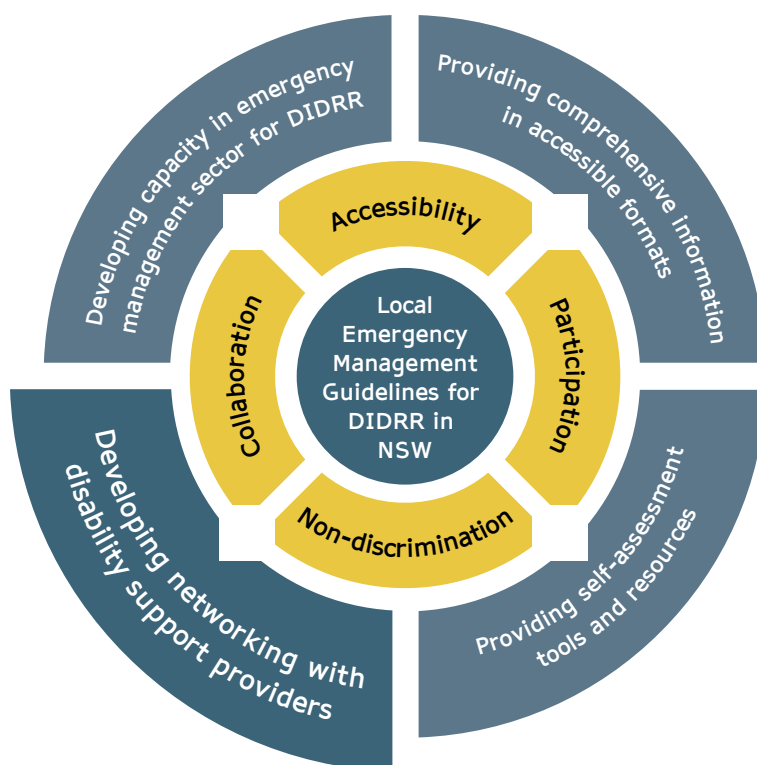 Developing capacity in emergency
management sector for DIDRR
Providing comprehensive information
in accessible formats
Accessibility
Collaboration
Local
Emergency
Management
Guidelines for
DIDRR in
NSW
Participation
Non-discrimination
Developing networking with
disability support providers
Providing self-assessment
tools and resources